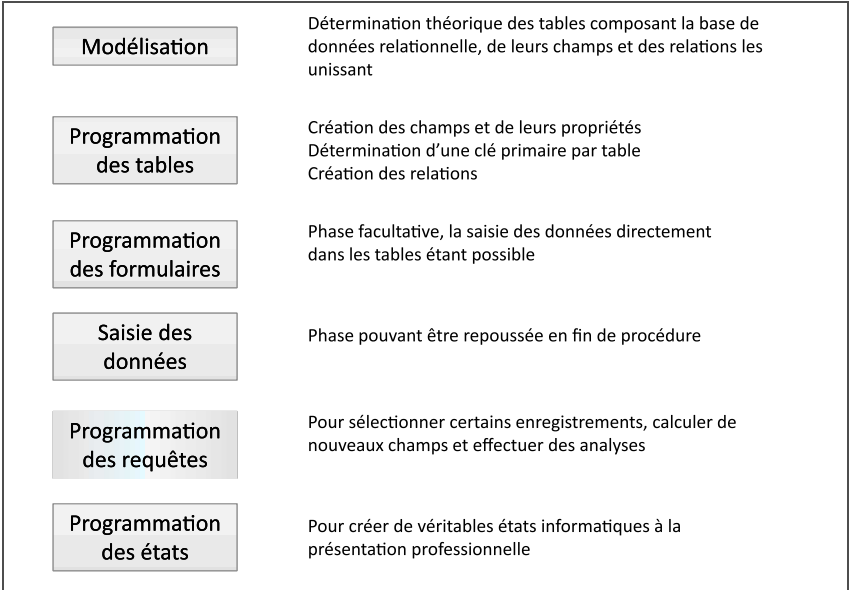 Modélisation
Détermination théorique des tables composant la base de
données relationnelle, de leurs champs et des relations les
unissant
Programmation
des tables
Création des champs et de leurs propriétés
Détermination d’une clé primaire par table
Création des relations
Programmation
des formulaires
Phase facultative, la saisie des données directement
dans les tables étant possible
Saisie des
données
Phase pouvant être repoussée en fin de procédure
Programmation
des requêtes
Pour sélectionner certains enregistrements, calculer de
nouveaux champs et effectuer des analyses
Programmation
des états
Pour créer de véritables états informatiques à la
présentation professionnelle